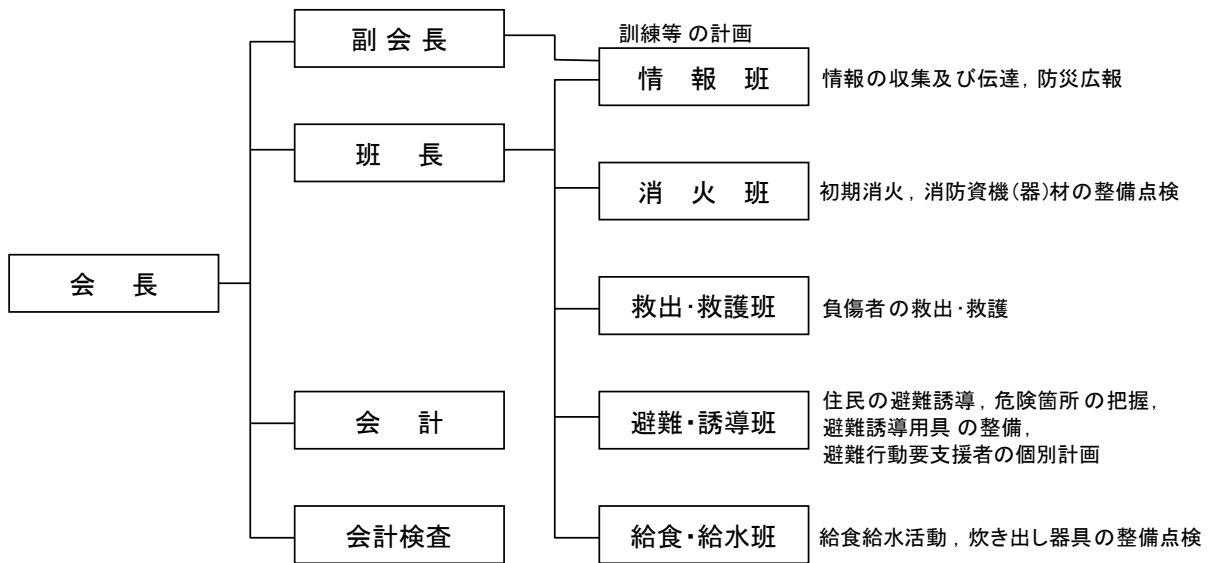 副会長
訓練等の計画
情報班
情報の収集及び伝達，防災広報
班長
消火班
初期消火，消防資機(器)材の整備点検
会長
救出・救護班
負傷者の救出・救護
会計
避難・誘導班
住民の避難誘導，危険箇所の把握，
避難誘導用具の整備，
避難行動要支援者の個別計画
会計検査
給食・給水班
給食給水活動，炊き出し器具の整備点検